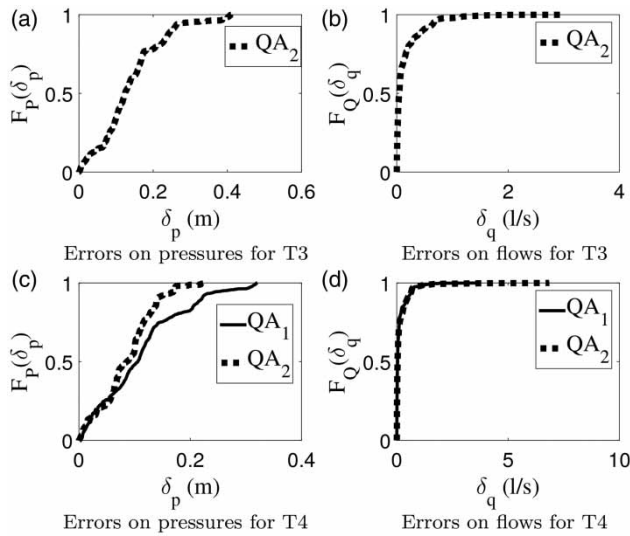 (a)
1
0.5
0
F_P(δ_p)
QA_2
0 0.2 0.4 0.6
δ_p (m)
Errors on pressures for T3
(b)
1
0.5
0
F_Q(δ_q)
QA_2
0 2 4
δ_q (l/s)
Errors on flows for T3
(c)
1
0.5
0
F_P(δ_p)
QA_1
QA_2
0 0.2 0.4
δ_p (m)
Errors on pressures for T4
(d)
1
0.5
0
F_Q(δ_q)
QA_1
QA_2
0 5 10
δ_q (l/s)
Errors on flows for T4